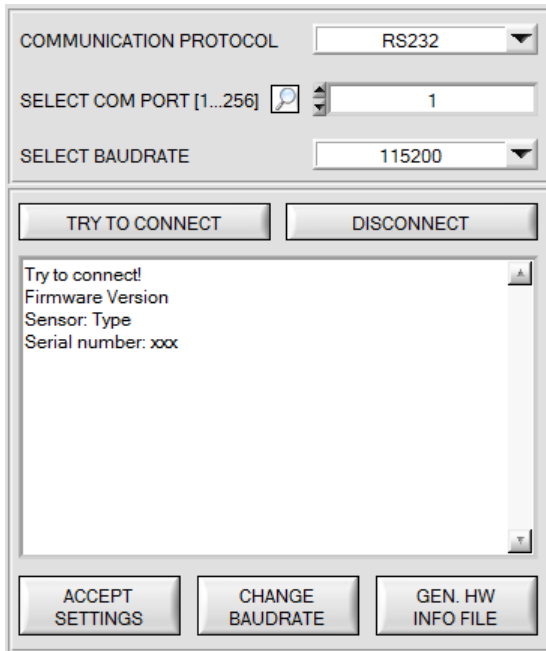 COMMUNICATION PROTOCOL RS232
SELECT COM PORT [1...256] 1
SELECT BAUDRATE 115200
TRY TO CONNECT DISCONNECT
Try to connect!
Firmware Version
Sensor: Type
Serial number: xxx
ACCEPT SETTINGS
CHANGE BAUDRATE
GEN. HW INFO FILE